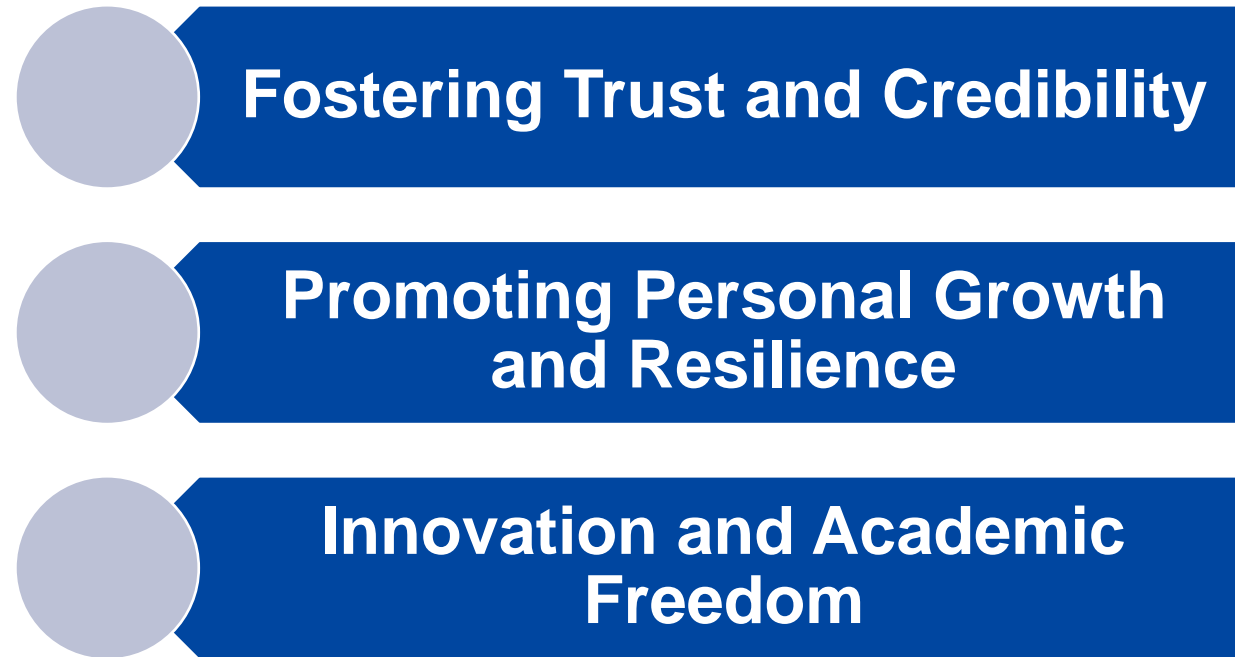 Fostering Trust and Credibility
Promoting Personal Growth
and Resilience
Innovation and Academic
Freedom